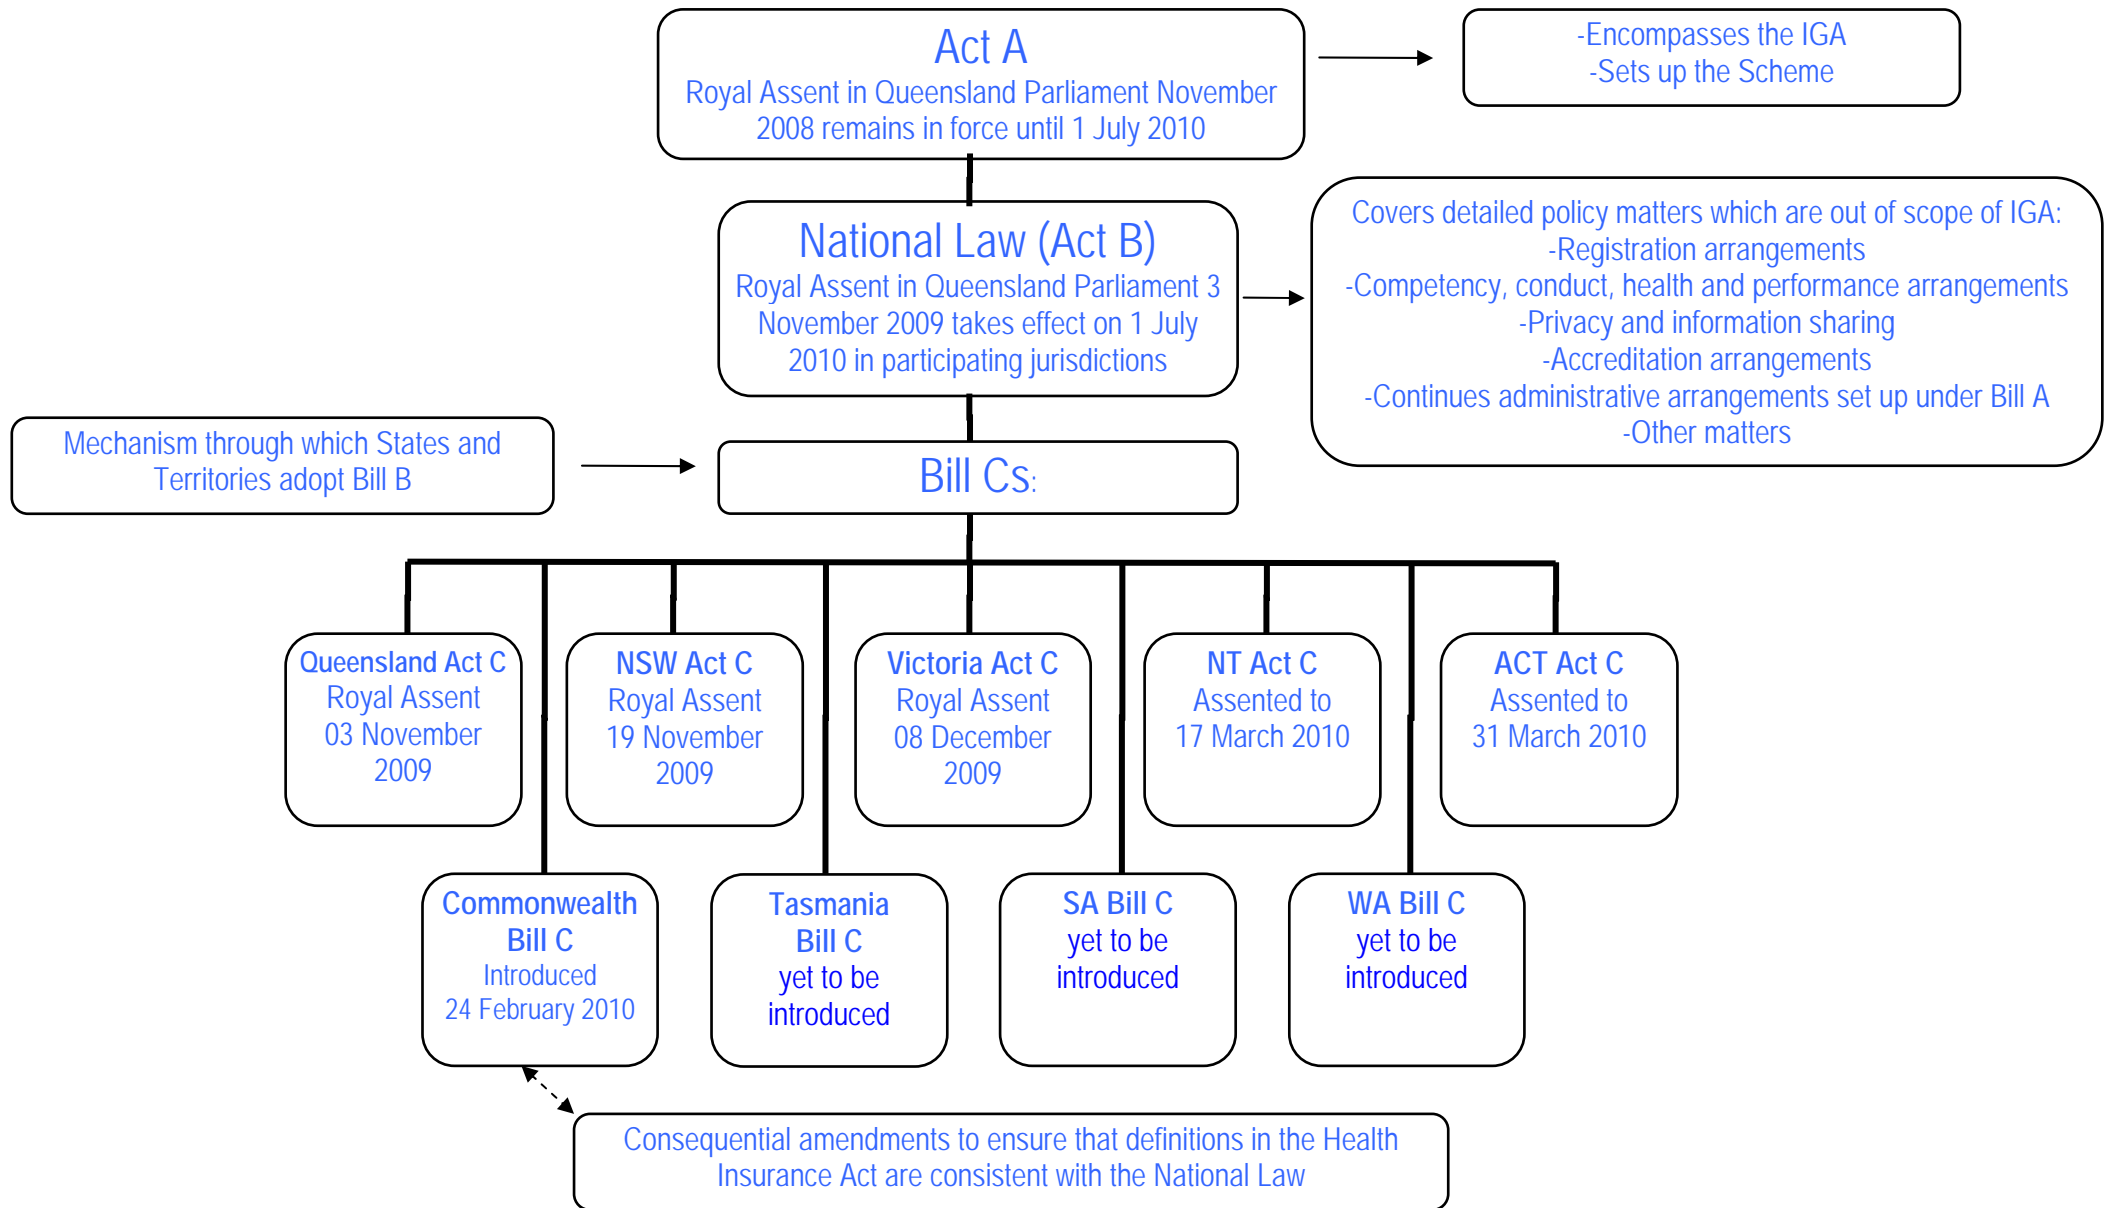 Act A
Royal Assent in Queensland Parliament November
2008 remains in force until 1 July 2010
-Encompasses the IGA
-Sets up the Scheme
National Law (Act B)
Royal Assent in Queensland Parliament 3
November 2009 takes effect on 1 July
2010 in participating jurisdictions
Covers detailed policy matters which are out of scope of IGA:
-Registration arrangements
-Competency, conduct, health and performance arrangements
-Privacy and information sharing
-Accreditation arrangements
-Continues administrative arrangements set up under Bill A
-Other matters
Mechanism through which States and
Territories adopt Bill B
Bill Cs:
Queensland Act C
Royal Assent
03 November
2009
NSW Act C
Royal Assent
19 November
2009
Victoria Act C
Royal Assent
08 December
2009
NT Act C
Assented to
17 March 2010
ACT Act C
Assented to
31 March 2010
Commonwealth
Bill C
Introduced
24 February 2010
Tasmania
Bill C
yet to be
introduced
SA Bill C
yet to be
introduced
WA Bill C
yet to be
introduced
Consequential amendments to ensure that definitions in the Health
Insurance Act are consistent with the National Law